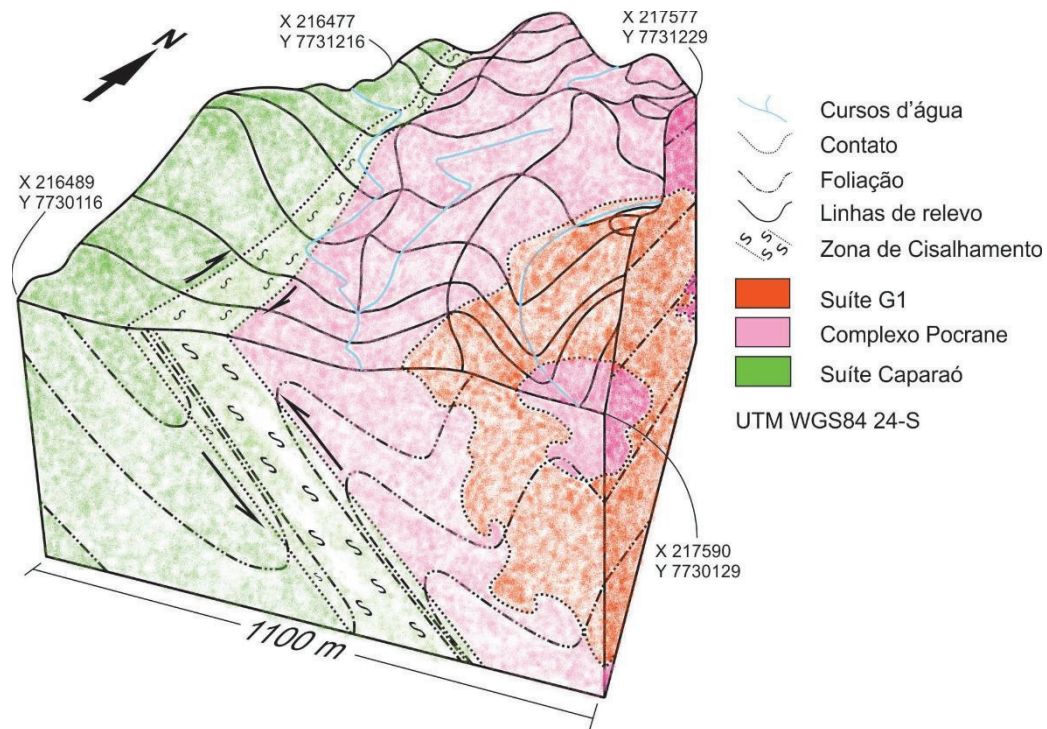 N
X 216477
Y 7731216
X 217577
Y 7731229
X 216489
Y 7730116
X 217590
Y 7730129
1100 m
Cursos d'água
Contato
Foliação
Linhas de relevo
S S S S
Zona de Cisalhamento
Suíte G1
Complexo Pocrane
Suíte Caparaó
UTM WGS84 24-S